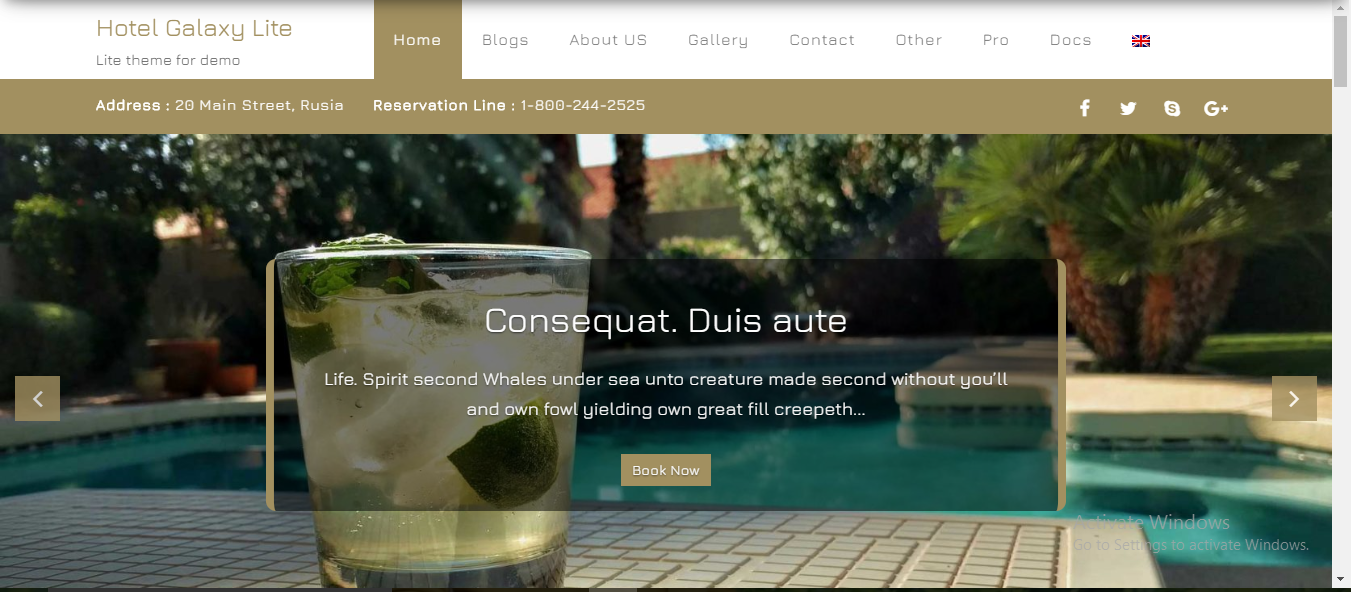 Hotel Galaxy Lite
Lite theme for demo
Home Blogs About US Gallery Contact Other Pro Docs
Address : 20 Main Street, Rusia Reservation Line : 1-800-244-2525
Consequat. Duis aute
Life. Spirit second Whales under sea unto creature made second without you’ll
and own fowl yielding own great fill creepeth...
Book Now
Activate Windows
Go to Settings to activate Windows.